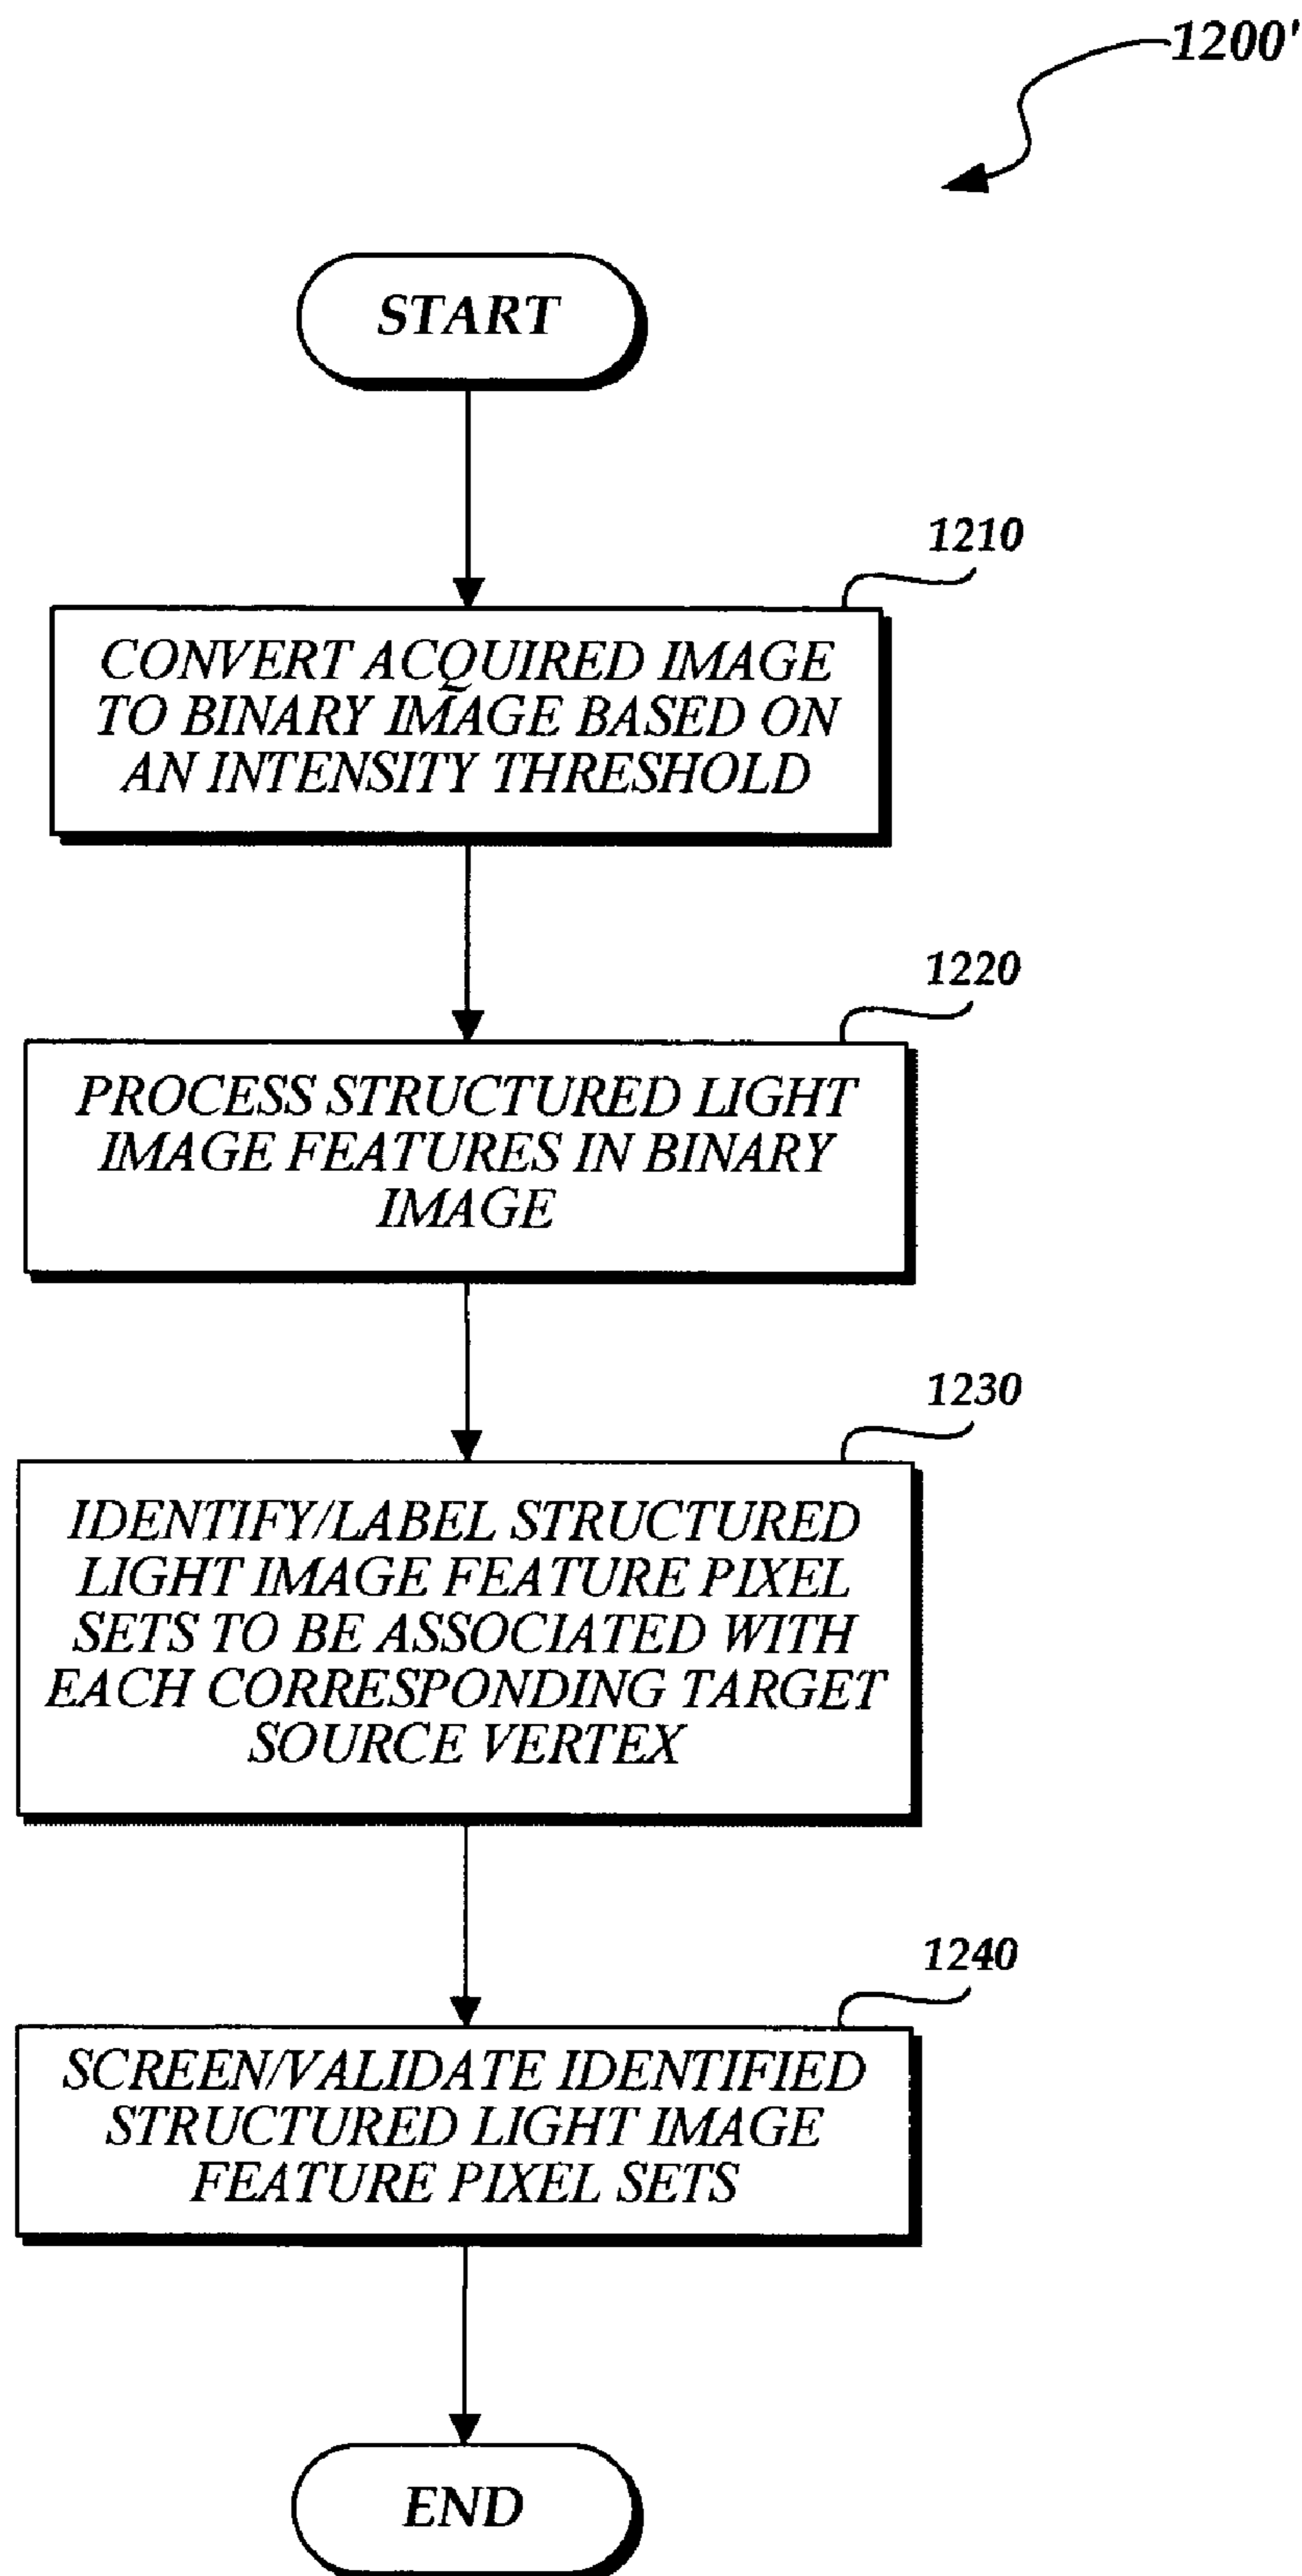 1200'
START
1210
CONVERT ACQUIRED IMAGE
TO BINARY IMAGE BASED ON
AN INTENSITY THRESHOLD
1220
PROCESS STRUCTURED LIGHT
IMAGE FEATURES IN BINARY
IMAGE
1230
IDENTIFY/LABEL STRUCTURED
LIGHT IMAGE FEATURE PIXEL
SETS TO BE ASSOCIATED WITH
EACH CORRESPONDING TARGET
SOURCE VERTEX
1240
SCREEN/VALIDATE IDENTIFIED
STRUCTURED LIGHT IMAGE
FEATURE PIXEL SETS
END